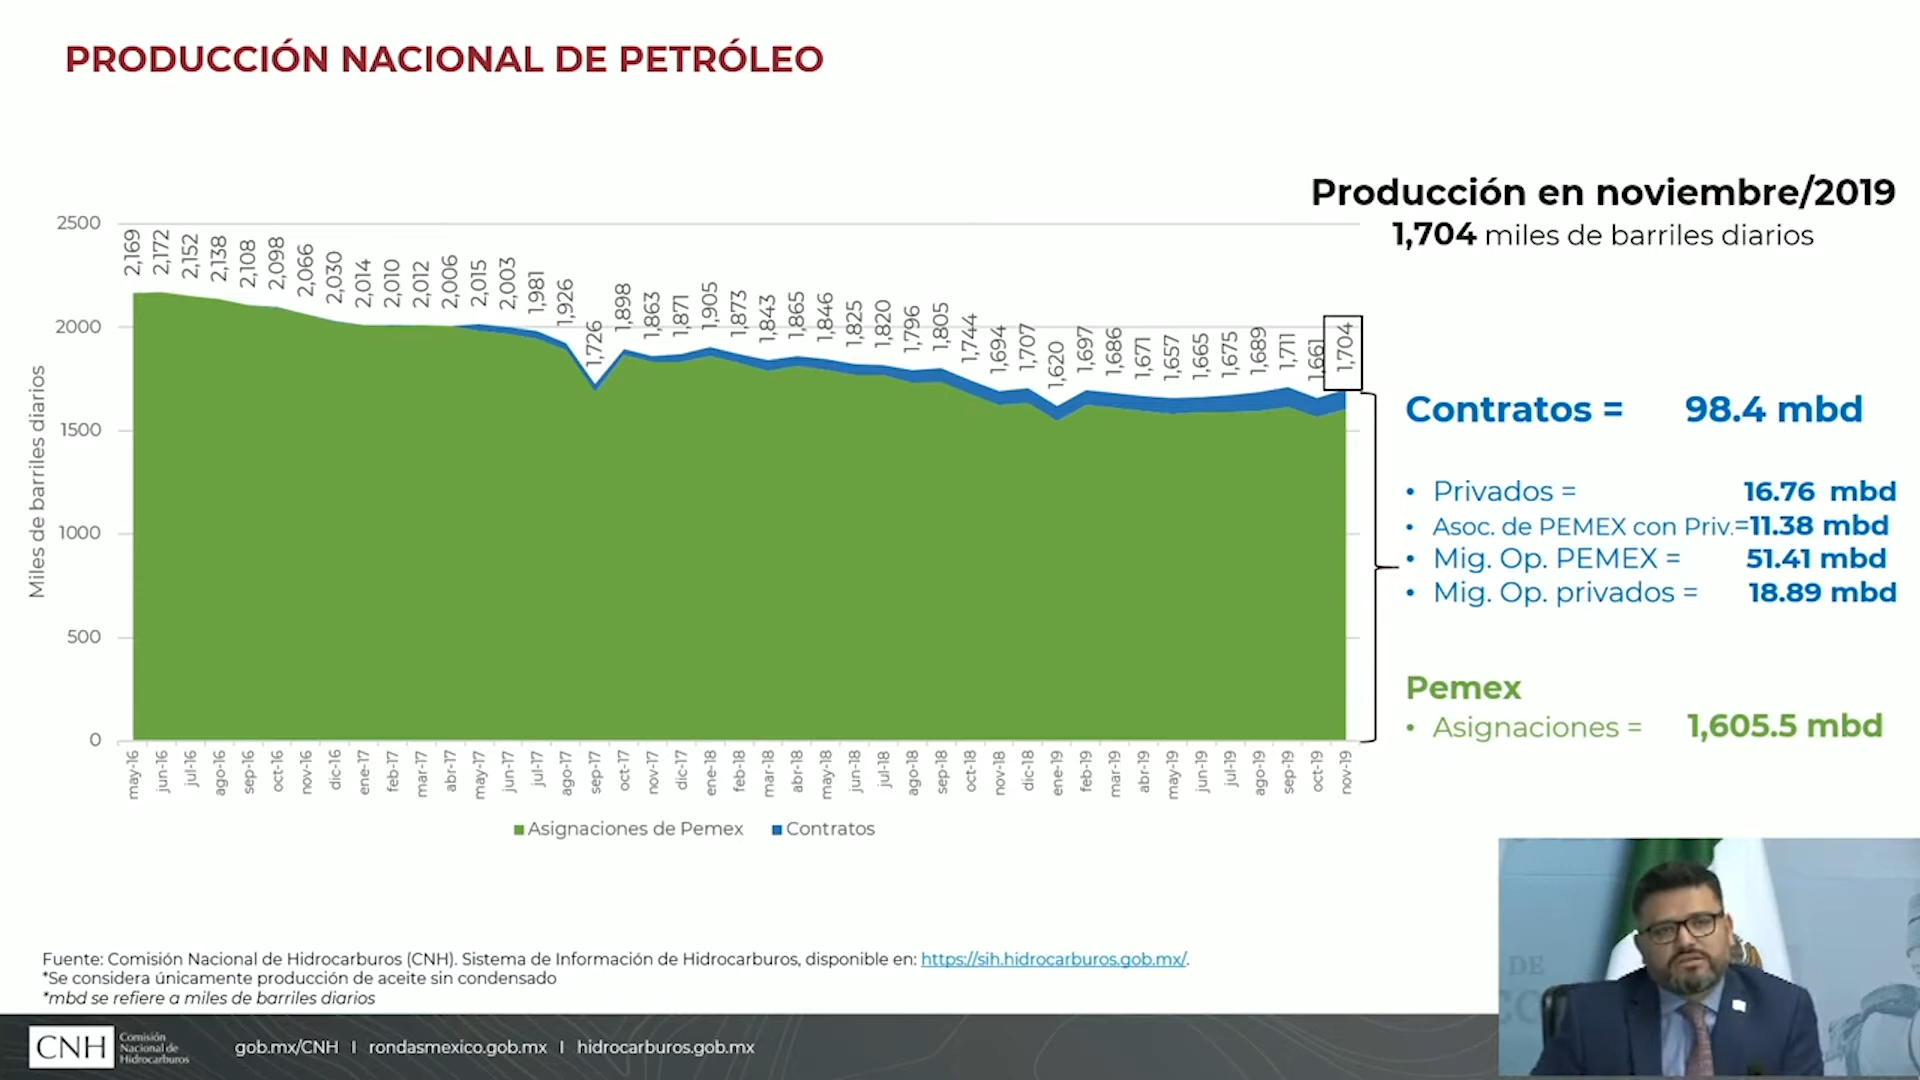 PRODUCCIÓN NACIONAL DE PETRÓLEO
Producción en noviembre/2019
1,704 miles de barriles diarios
Miles de barriles diarios
2500
2000
1500
1000
500
0
2,169
2,172
2,152
2,138
2,108
2,098
2,066
2,030
2,014
2,010
2,012
2,006
2,015
2,003
1,981
1,926
1,726
1,898
1,863
1,871
1,905
1,873
1,843
1,865
1,846
1,825
1,820
1,796
1,805
1,744
1,694
1,707
1,620
1,697
1,686
1,671
1,657
1,665
1,675
1,689
1,711
1,661
1,704
may-16
jun-16
jul-16
ago-16
sep-16
oct-16
nov-16
dic-16
ene-17
feb-17
mar-17
abr-17
may-17
jun-17
jul-17
ago-17
sep-17
oct-17
nov-17
dic-17
ene-18
feb-18
mar-18
abr-18
may-18
jun-18
jul-18
ago-18
sep-18
oct-18
nov-18
dic-18
ene-19
feb-19
mar-19
abr-19
may-19
jun-19
jul-19
ago-19
sep-19
oct-19
nov-19
Asignaciones de Pemex
Contratos
Contratos = 98.4 mbd
• Privados = 16.76 mbd
• Asoc. de PEMEX con Priv.=11.38 mbd
• Mig. Op. PEMEX = 51.41 mbd
• Mig. Op. privados = 18.89 mbd
Pemex
• Asignaciones = 1,605.5 mbd
Fuente: Comisión Nacional de Hidrocarburos (CNH). Sistema de Información de Hidrocarburos, disponible en: https://sih.hidrocarburos.gob.mx/.
*Se considera únicamente producción de aceite sin condensado
*mbd se refiere a miles de barriles diarios
CNH
Comisión
Nacional de
Hidrocarburos
gob.mx/CNH I rondasmexico.gob.mx I hidrocarburos.gob.mx
DE